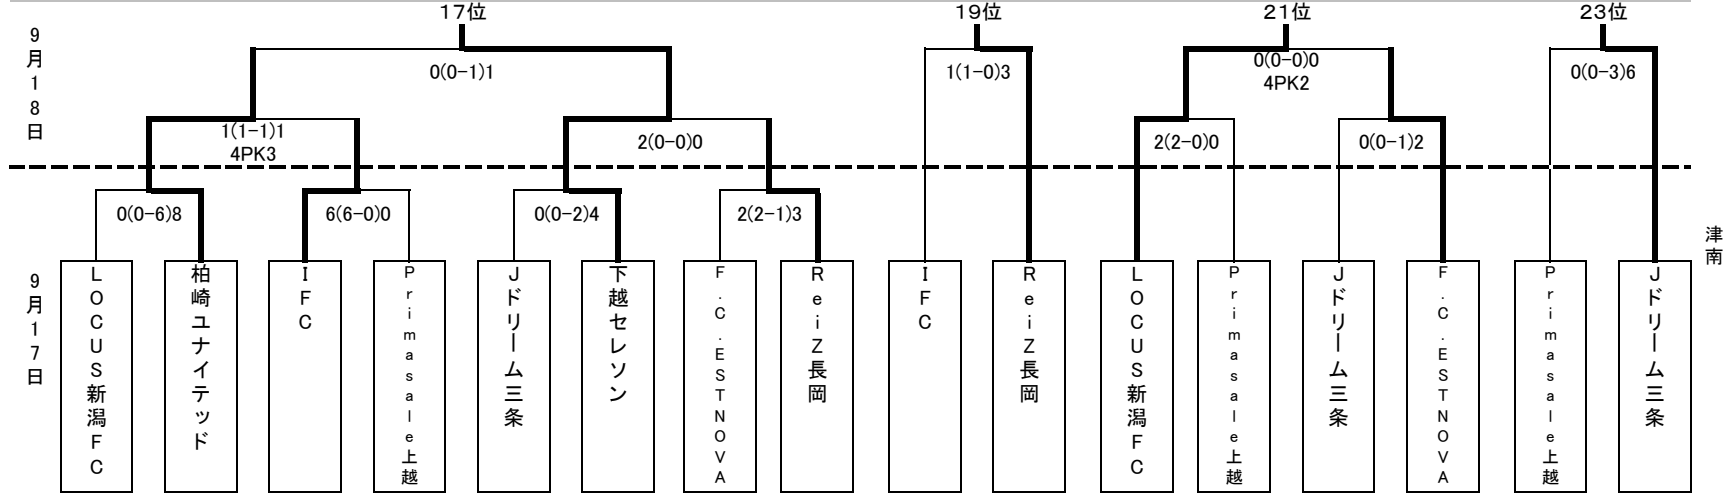 17位
19位
21位
23位
9月18日
0(0-1)1
1(1-0)3
0(0-0)0
4PK2
0(0-3)6
1(1-1)1
4PK3
2(0-0)0
2(2-0)0
0(0-1)2
0(0-6)8
6(6-0)0
0(0-2)4
2(2-1)3
津南
9月17日
LOCUS新潟FC
柏崎ユナイテッド
IFC
Primasale上越
Jドリーム三条
下越セレソン
F.C.ESTNOVA
ReiZ長岡
IFC
ReiZ長岡
LOCUS新潟FC
Primasale上越
Jドリーム三条
F.C.ESTNOVA
Primasale上越
Jドリーム三条